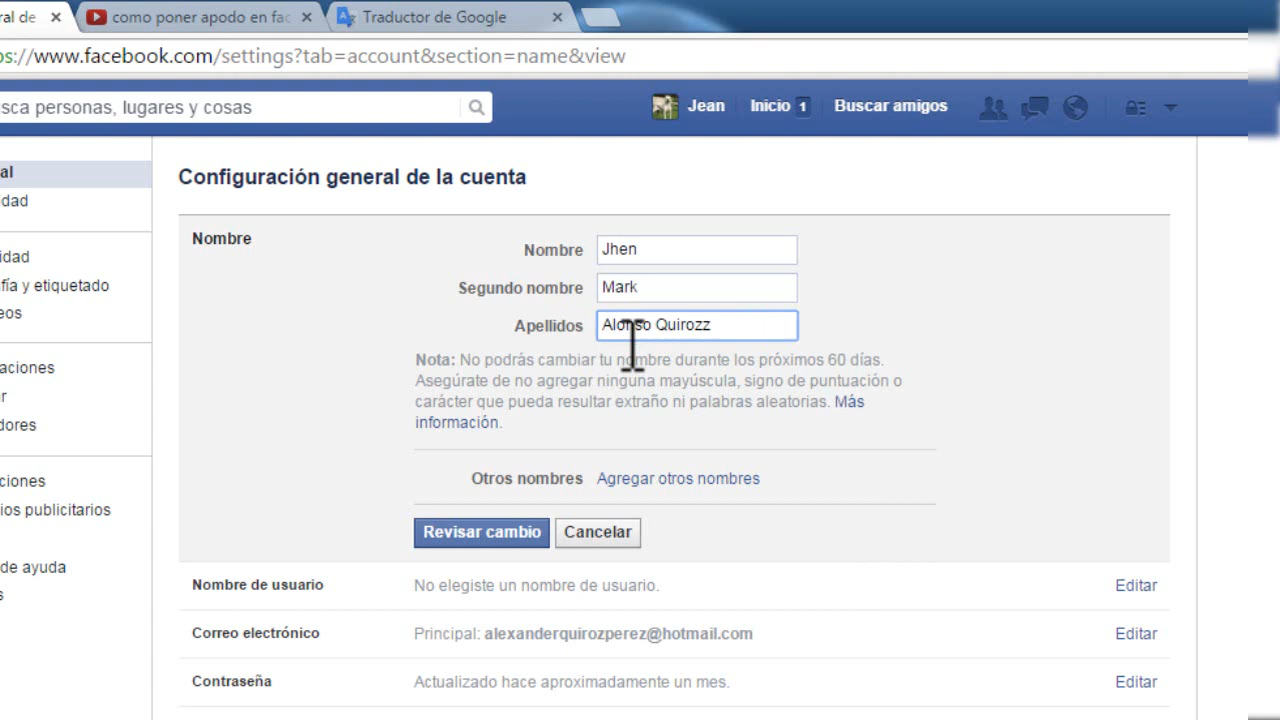 al de
como poner apodo en fac
Traductor de Google
os://www.facebook.com/settings?tab=account&section=name&view
sca personas, lugares y cosas
Jean
Inicio 1
Buscar amigos
al
Configuración general de la cuenta
dad
Nombre
Nombre Jhen
idad
fía y etiquetado
Segundo nombre Mark
eos
Apellidos Alonso Quirozz
aciones
Nota: No podrás cambiar tu nombre durante los próximos 60 días.
r
Asegúrate de no agregar ninguna mayúscula, signo de puntuación o
carácter que pueda resultar extraño ni palabras aleatorias. Más
dores
información.
ciones
Otros nombres Agregar otros nombres
ios publicitarios
Revisar cambio Cancelar
de ayuda
Nombre de usuario No elegiste un nombre de usuario. Editar
s
Correo electrónico Principal: alexanderquirozperez@hotmail.com Editar
Contraseña Actualizado hace aproximadamente un mes. Editar